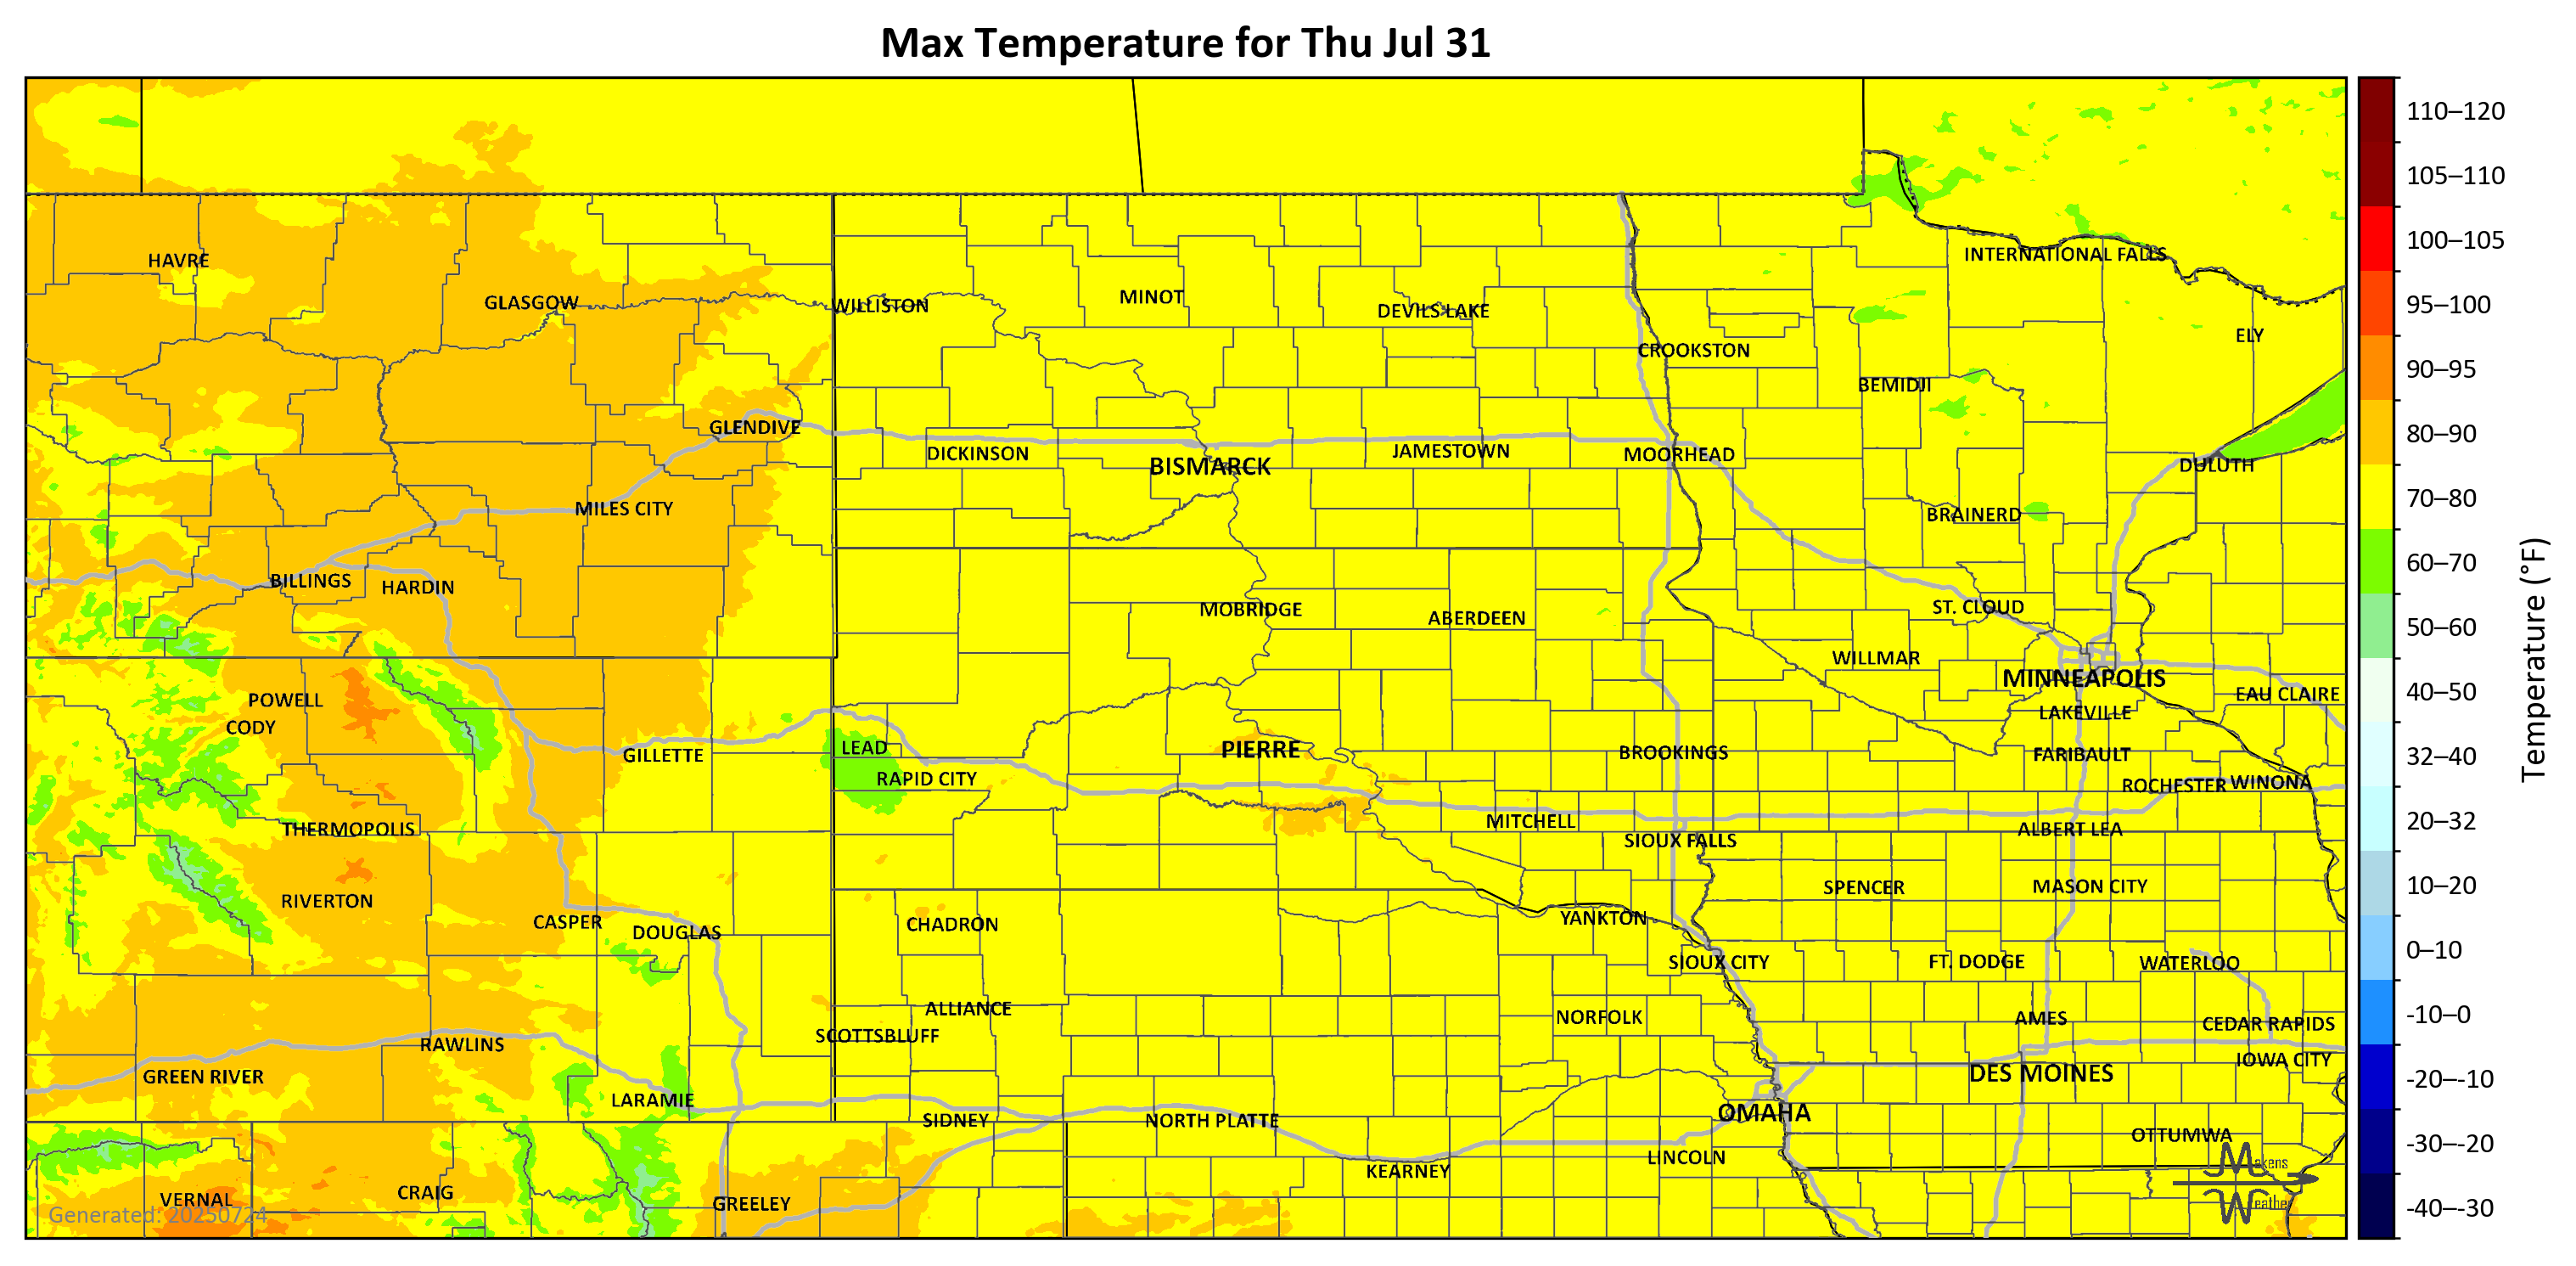 Max Temperature for Thu Jul 31
110–120
105–110
HAVRE
INTERNATIONAL FALLS
100–105
GLASGOW
WILLISTON
MINOT
DEVILS LAKE
95–100
ELY
CROOKSTON
90–95
BEMIDJI
GLENDIVE
80–90
DICKINSON
BISMARCK
JAMESTOWN
MOORHEAD
DULUTH
MILES CITY
BRAINERD
70–80
BILLINGS
HARDIN
60–70
MOBRIDGE
ABERDEEN
ST. CLOUD
50–60
WILLMAR
MINNEAPOLIS
POWELL
EAU CLAIRE
40–50
CODY
LAKEVILLE
Temperature (°F)
GILLETTE
LEAD
PIERRE
BROOKINGS
FARIBAULT
32–40
RAPID CITY
ROCHESTER
WINONA
THERMOPOLIS
MITCHELL
ALBERT LEA
20–32
SIOUX FALLS
RIVERTON
SPENCER
MASON CITY
10–20
CASPER
DOUGLAS
CHADRON
YANKTON
0–10
SIOUX CITY
FT. DODGE
WATERLOO
ALLIANCE
NORFOLK
AMES
CEDAR RAPIDS
-10–0
RAWLINS
SCOTTSBLUFF
IOWA CITY
GREEN RIVER
DES MOINES
-20–-10
LARAMIE
SIDNEY
NORTH PLATTE
OMAHA
OTTUMWA
-30–-20
VERNAL
CRAIG
GREELEY
KEARNEY
LINCOLN
Makens
Weather
Generated: 20250724
-40–-30